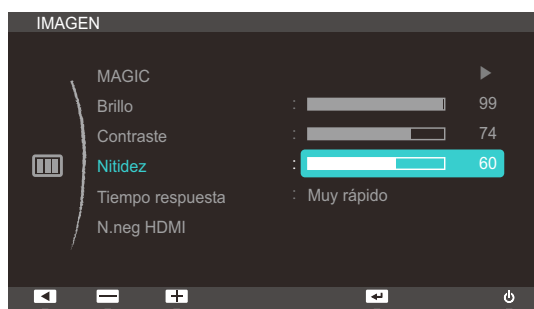 IMAGEN
MAGIC
Brillo : 99
Contraste : 74
Nitidez : 60
Tiempo respuesta : Muy rápido
N.neg HDMI